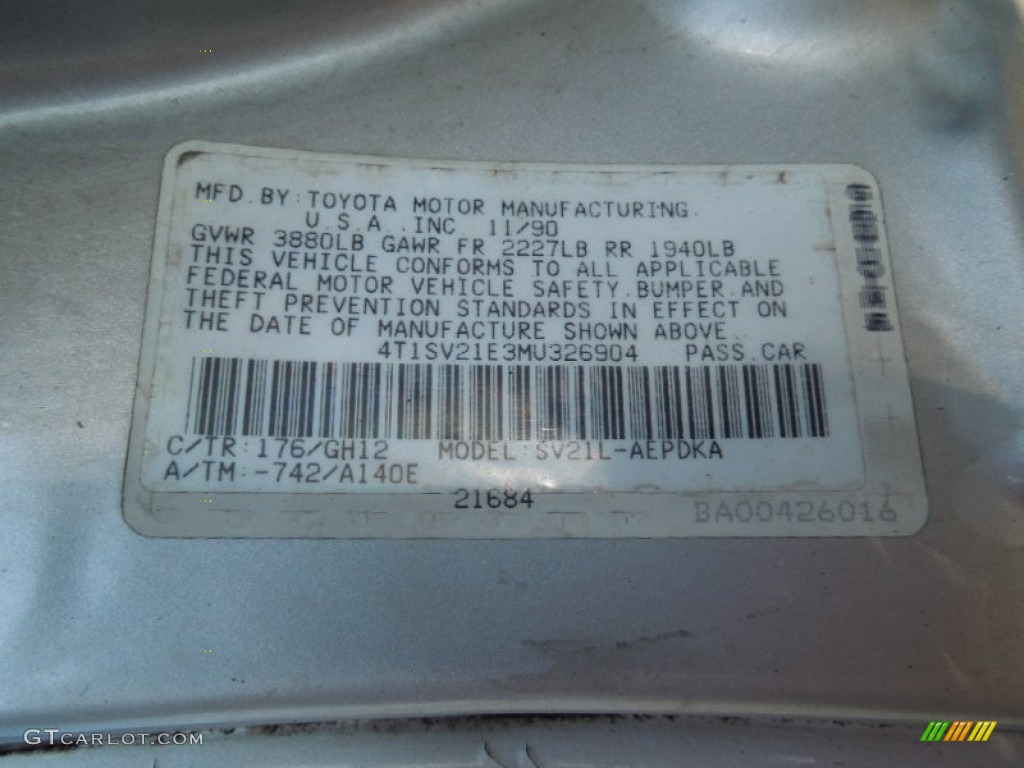 MFD. BY: TOYOTA MOTOR MANUFACTURING.
U.S.A., INC. 11/90
GVWR 3880LB GAWR FR 2227LB RR 1940LB
THIS VEHICLE CONFORMS TO ALL APPLICABLE
FEDERAL MOTOR VEHICLE SAFETY.BUMPER.AND
THEFT PREVENTION STANDARDS IN EFFECT ON
THE DATE OF MANUFACTURE SHOWN ABOVE.
4T1SV21E3MU326904 PASS.CAR
C/TR:176/GH12 MODEL:SV21L-AEPDKA
A/TM:-742/A140E
21684
BA00426016
GTCARLOT.COM